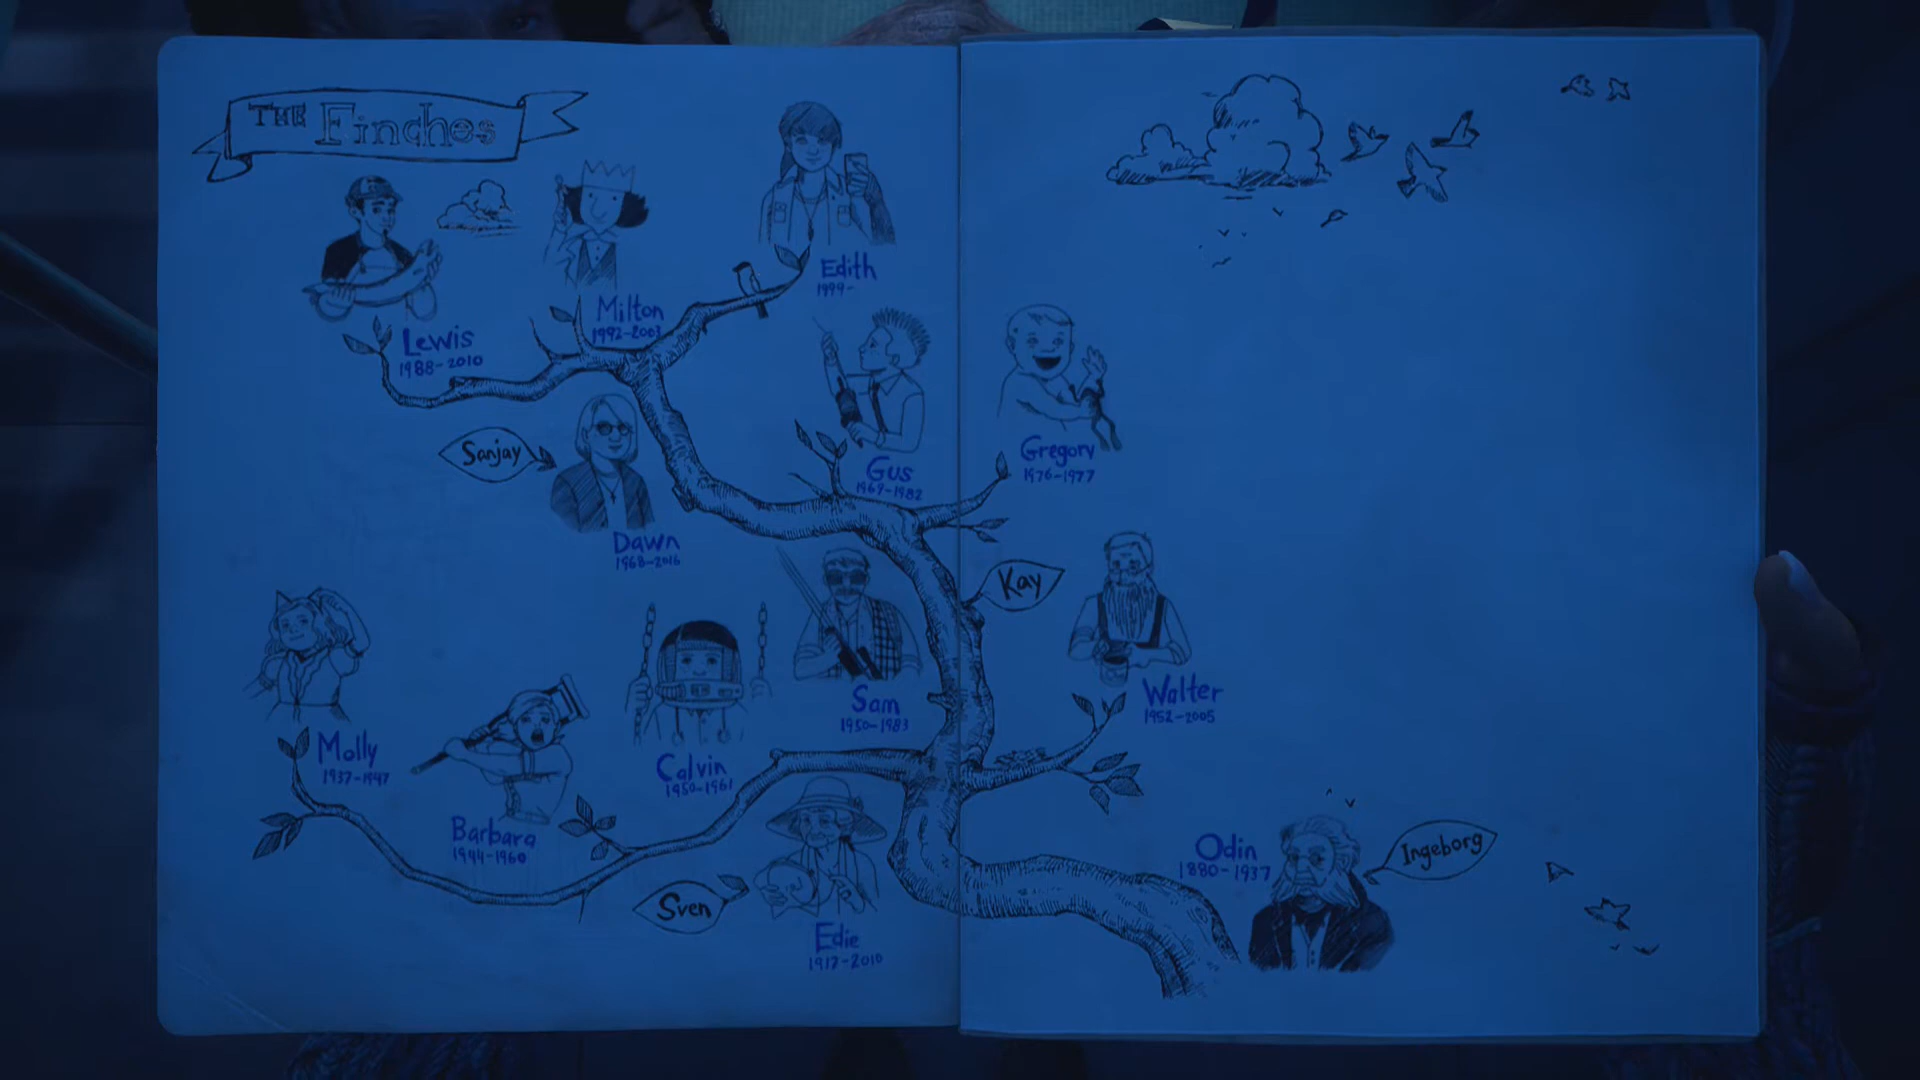 THE Finches
Edith
1999-
Milton
1992-2003
Lewis
1988-2010
Gus
1969-1982
Gregory
1976-1977
Sanjay
Dawn
1968-2016
Kay
Sam
1950-1983
Walter
1952-2005
Molly
1937-1947
Calvin
1950-1961
Barbara
1944-1960
Odin
1880-1937
Ingeborg
Sven
Edie
1917-2010